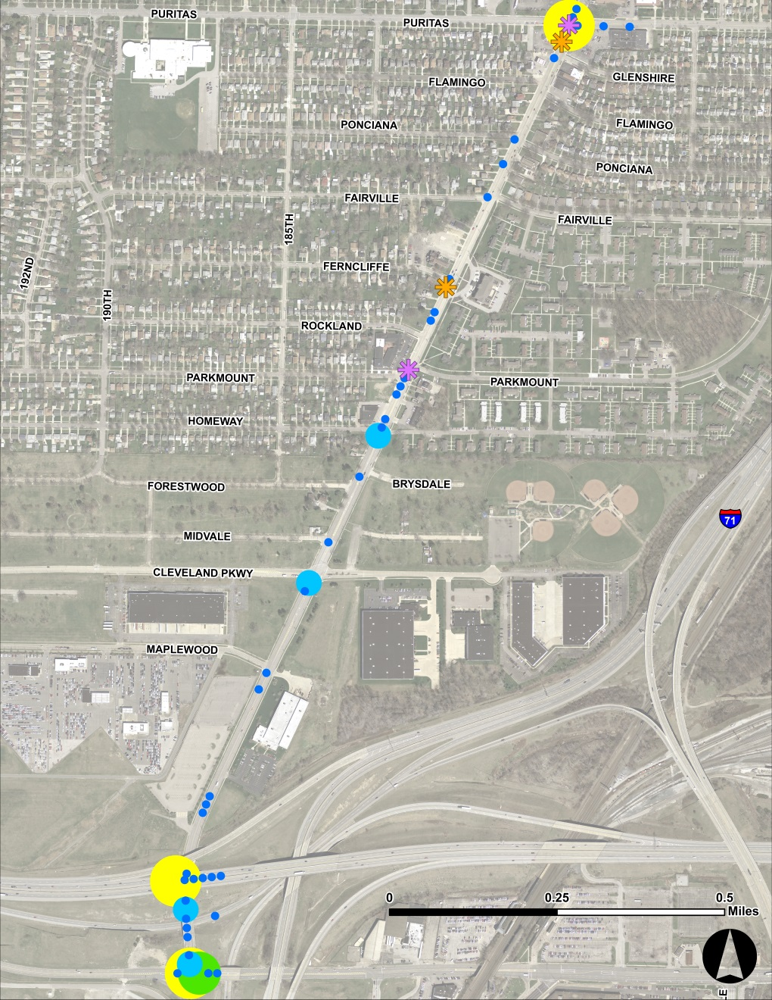 PURITAS
PURITAS
FLAMINGO
GLENSHIRE
PONCIANA
FLAMINGO
PONCIANA
FAIRVILLE
FAIRVILLE
185TH
192ND
FERNCLIFFE
190TH
ROCKLAND
PARKMOUNT
PARKMOUNT
HOMEWAY
FORESTWOOD
BRYSDALE
71
MIDVALE
CLEVELAND PKWY
MAPLEWOOD
0 0.25 0.5
Miles
LE